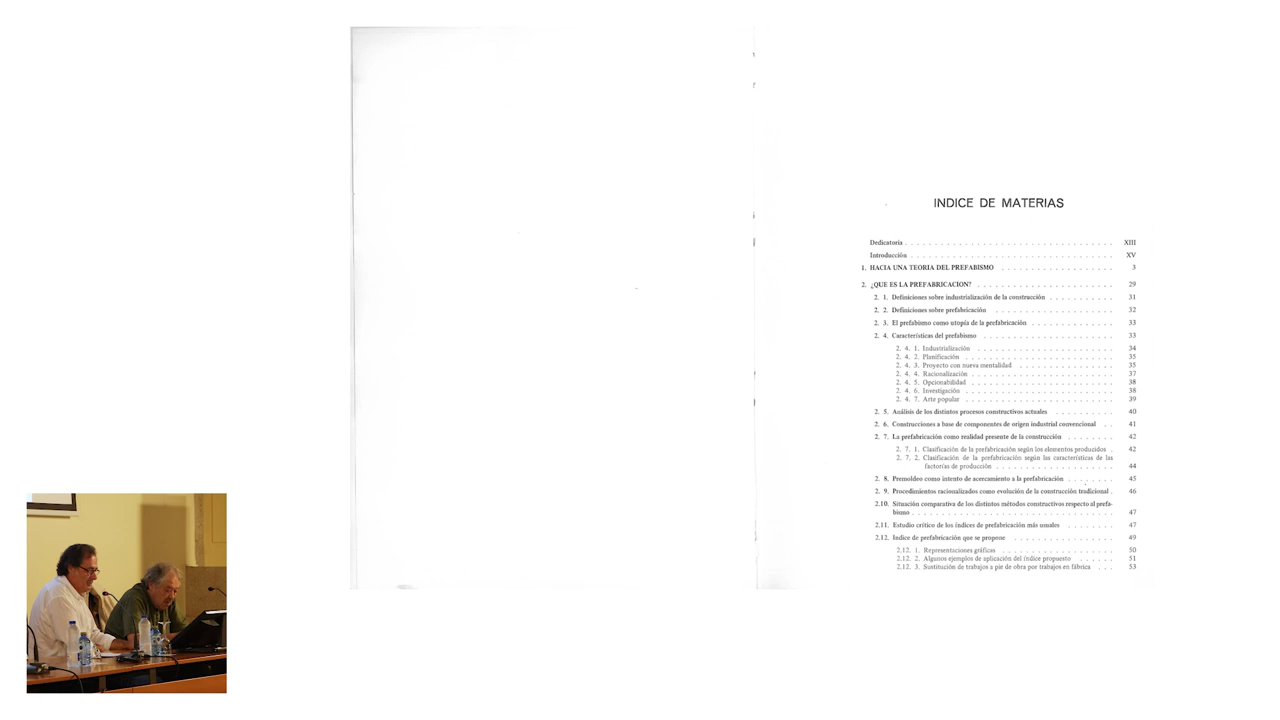 INDICE DE MATERIAS
Dedicatoria . . . . . . . . . . . . . . . . . . . . . . . . . . . . . . . . . . XIII
Introducción . . . . . . . . . . . . . . . . . . . . . . . . . . . . . . . . . . XV
1. HACIA UNA TEORIA DEL PREFABISMO . . . . . . . . . . . . . . . . . . 3
2. ¿QUE ES LA PREFABRICACION? . . . . . . . . . . . . . . . . . . . . . . 29
2. 1. Definiciones sobre industrialización de la construcción . . . . . . . . . . 31
2. 2. Definiciones sobre prefabricación . . . . . . . . . . . . . . . . . . . 32
2. 3. El prefabismo como utopía de la prefabricación . . . . . . . . . . . . . 33
2. 4. Características del prefabismo . . . . . . . . . . . . . . . . . . . . . . 33
2. 4. 1. Industrialización . . . . . . . . . . . . . . . . . . . . . . 34
2. 4. 2. Planificación . . . . . . . . . . . . . . . . . . . . . . . . 35
2. 4. 3. Proyecto con nueva mentalidad . . . . . . . . . . . . . . . 35
2. 4. 4. Racionalización . . . . . . . . . . . . . . . . . . . . . . . 37
2. 4. 5. Opcionabilidad . . . . . . . . . . . . . . . . . . . . . . . 38
2. 4. 6. Investigación . . . . . . . . . . . . . . . . . . . . . . . . 38
2. 4. 7. Arte popular . . . . . . . . . . . . . . . . . . . . . . . . 39
2. 5. Análisis de los distintos procesos constructivos actuales . . . . . . . . . . 40
2. 6. Construcciones a base de componentes de origen industrial convencional . . 41
2. 7. La prefabricación como realidad presente de la construcción . . . . . . . . 42
2. 7. 1. Clasificación de la prefabricación según los elementos producidos . 42
2. 7. 2. Clasificación de la prefabricación según las características de las
factorías de producción . . . . . . . . . . . . . . . . . . . 44
2. 8. Premoldeo como intento de acercamiento a la prefabricación . . . . . . . . 45
2. 9. Procedimientos racionalizados como evolución de la construcción tradicional . 46
2.10. Situación comparativa de los distintos métodos constructivos respecto al prefa-
bismo . . . . . . . . . . . . . . . . . . . . . . . . . . . . . . . . 47
2.11. Estudio crítico de los índices de prefabricación más usuales . . . . . . . . 47
2.12. Indice de prefabricación que se propone . . . . . . . . . . . . . . . . . 49
2.12. 1. Representaciones gráficas . . . . . . . . . . . . . . . . . . 50
2.12. 2. Algunos ejemplos de aplicación del índice propuesto . . . . . . 51
2.12. 3. Sustitución de trabajos a pie de obra por trabajos en fábrica . . . 53